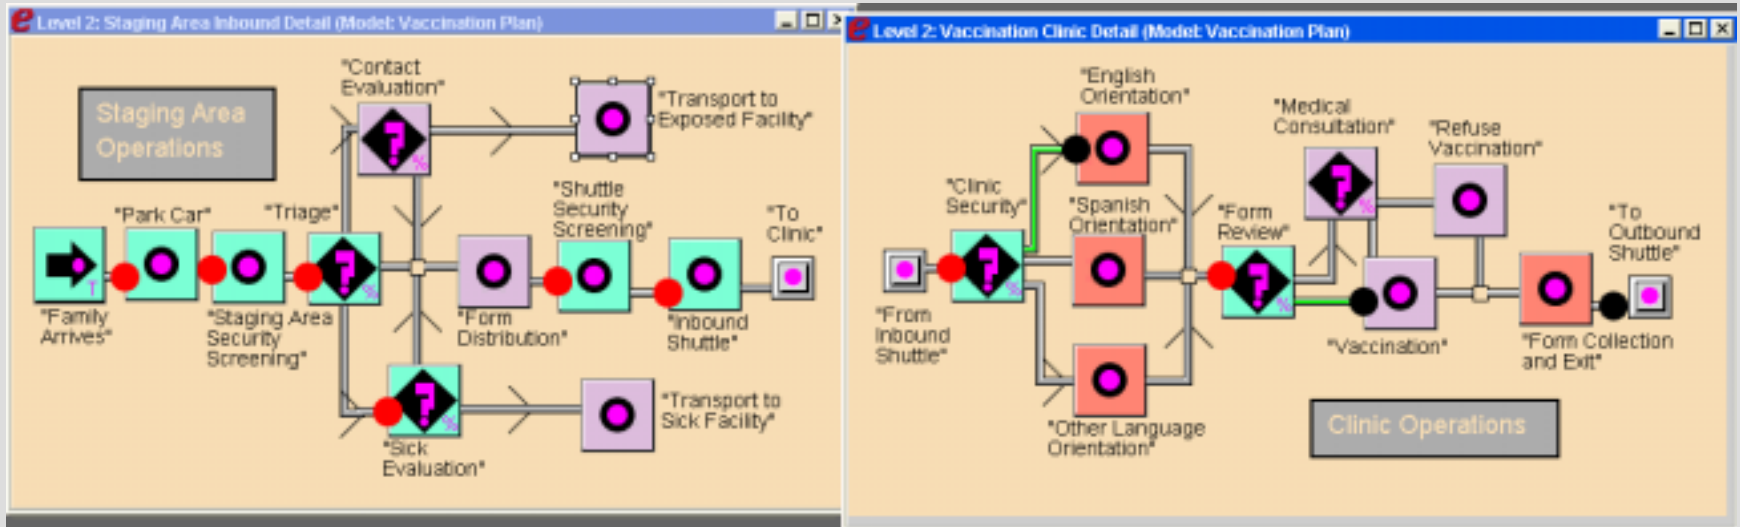 Level 2: Staging Area Inbound Detail (Model: Vaccination Plan)
Staging Area
Operations
"Contact
Evaluation"
"Transport to
Exposed Facility"
"Park Car"
"Triage"
"Shuttle
Security
Screening"
"To
Clinic"
T
%
%
%
"Family
Arrives"
"Staging Area
Security
Screening"
"Form
Distribution"
"Inbound
Shuttle"
"Transport to
Sick Facility"
"Sick
Evaluation"
Level 2: Vaccination Clinic Detail (Model: Vaccination Plan)
"English
Orientation"
"Medical
Consultation"
"Refuse
Vaccination"
"Clinic
Security"
"Spanish
Orientation"
"Form
Review"
"To
Outbound
Shuttle"
%
%
%
"From
Inbound
Shuttle"
"Vaccination"
"Form Collection
and Exit"
"Other Language
Orientation"
Clinic Operations